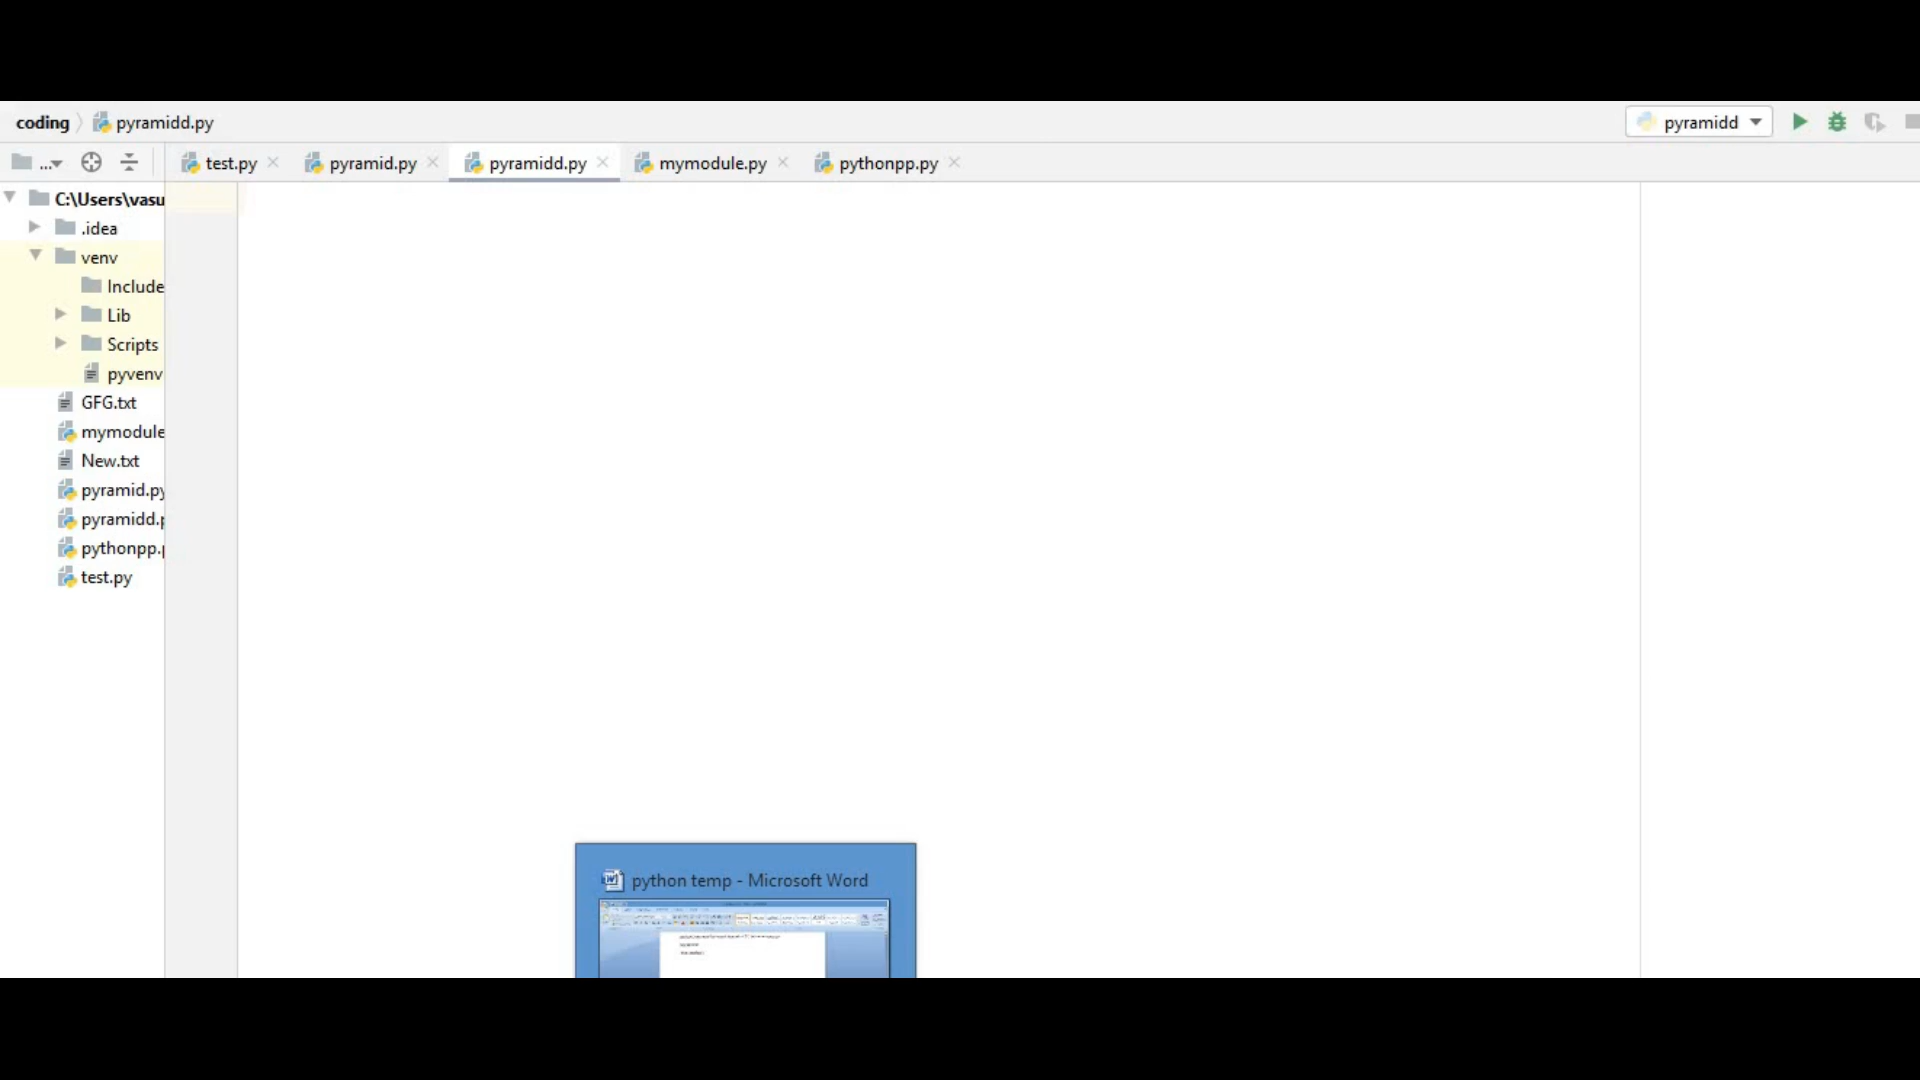 coding pyramidd.py pyramidd
... test.py pyramid.py pyramidd.py mymodule.py pythonpp.py
C:\Users\vasu
.idea
venv
Include
Lib
Scripts
pyvenv
GFG.txt
mymodule
New.txt
pyramid.py
pyramidd.p
pythonpp.p
test.py
python temp - Microsoft Word